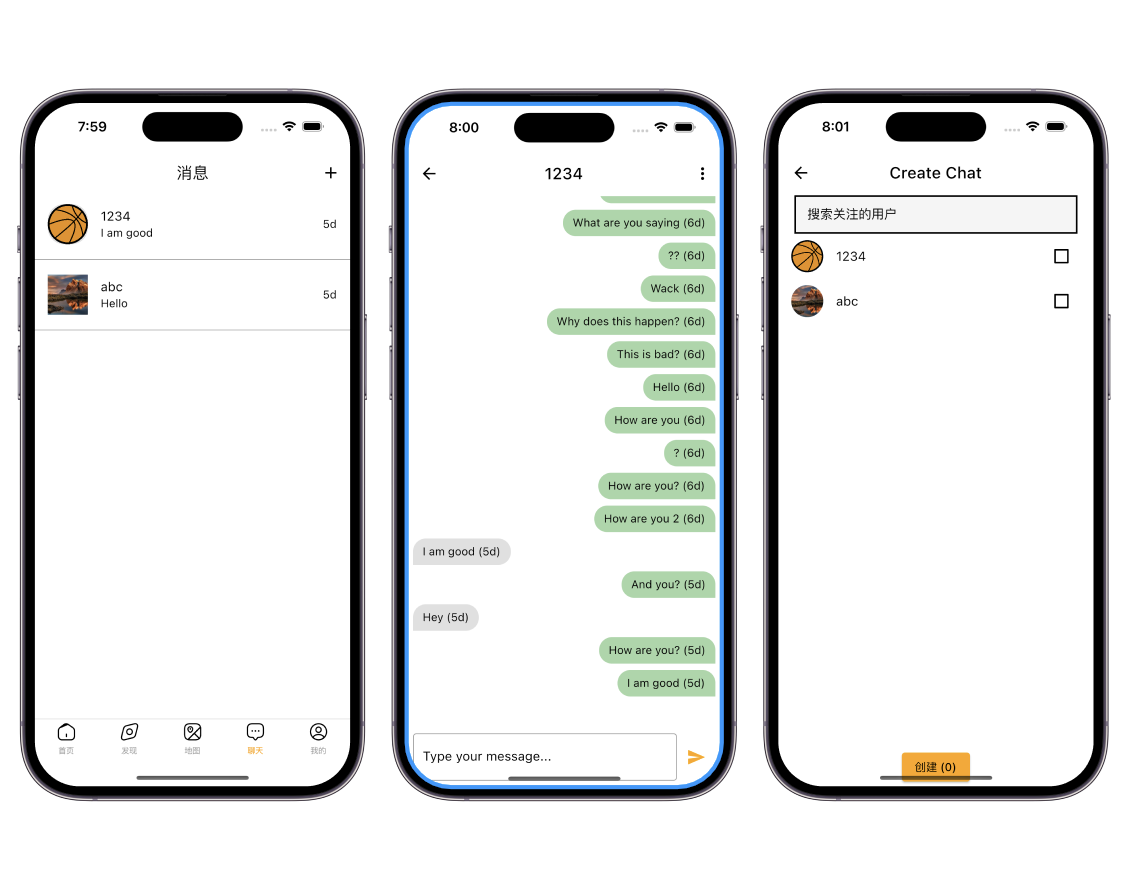 7:59
消息
1234
I am good
5d
abc
Hello
5d
首页
发现
地图
聊天
我的
8:00
1234
What are you saying (6d)
?? (6d)
Wack (6d)
Why does this happen? (6d)
This is bad? (6d)
Hello (6d)
How are you (6d)
? (6d)
How are you? (6d)
How are you 2 (6d)
I am good (5d)
And you? (5d)
Hey (5d)
How are you? (5d)
I am good (5d)
Type your message...
8:01
Create Chat
搜索关注的用户
1234
abc
创建 (0)